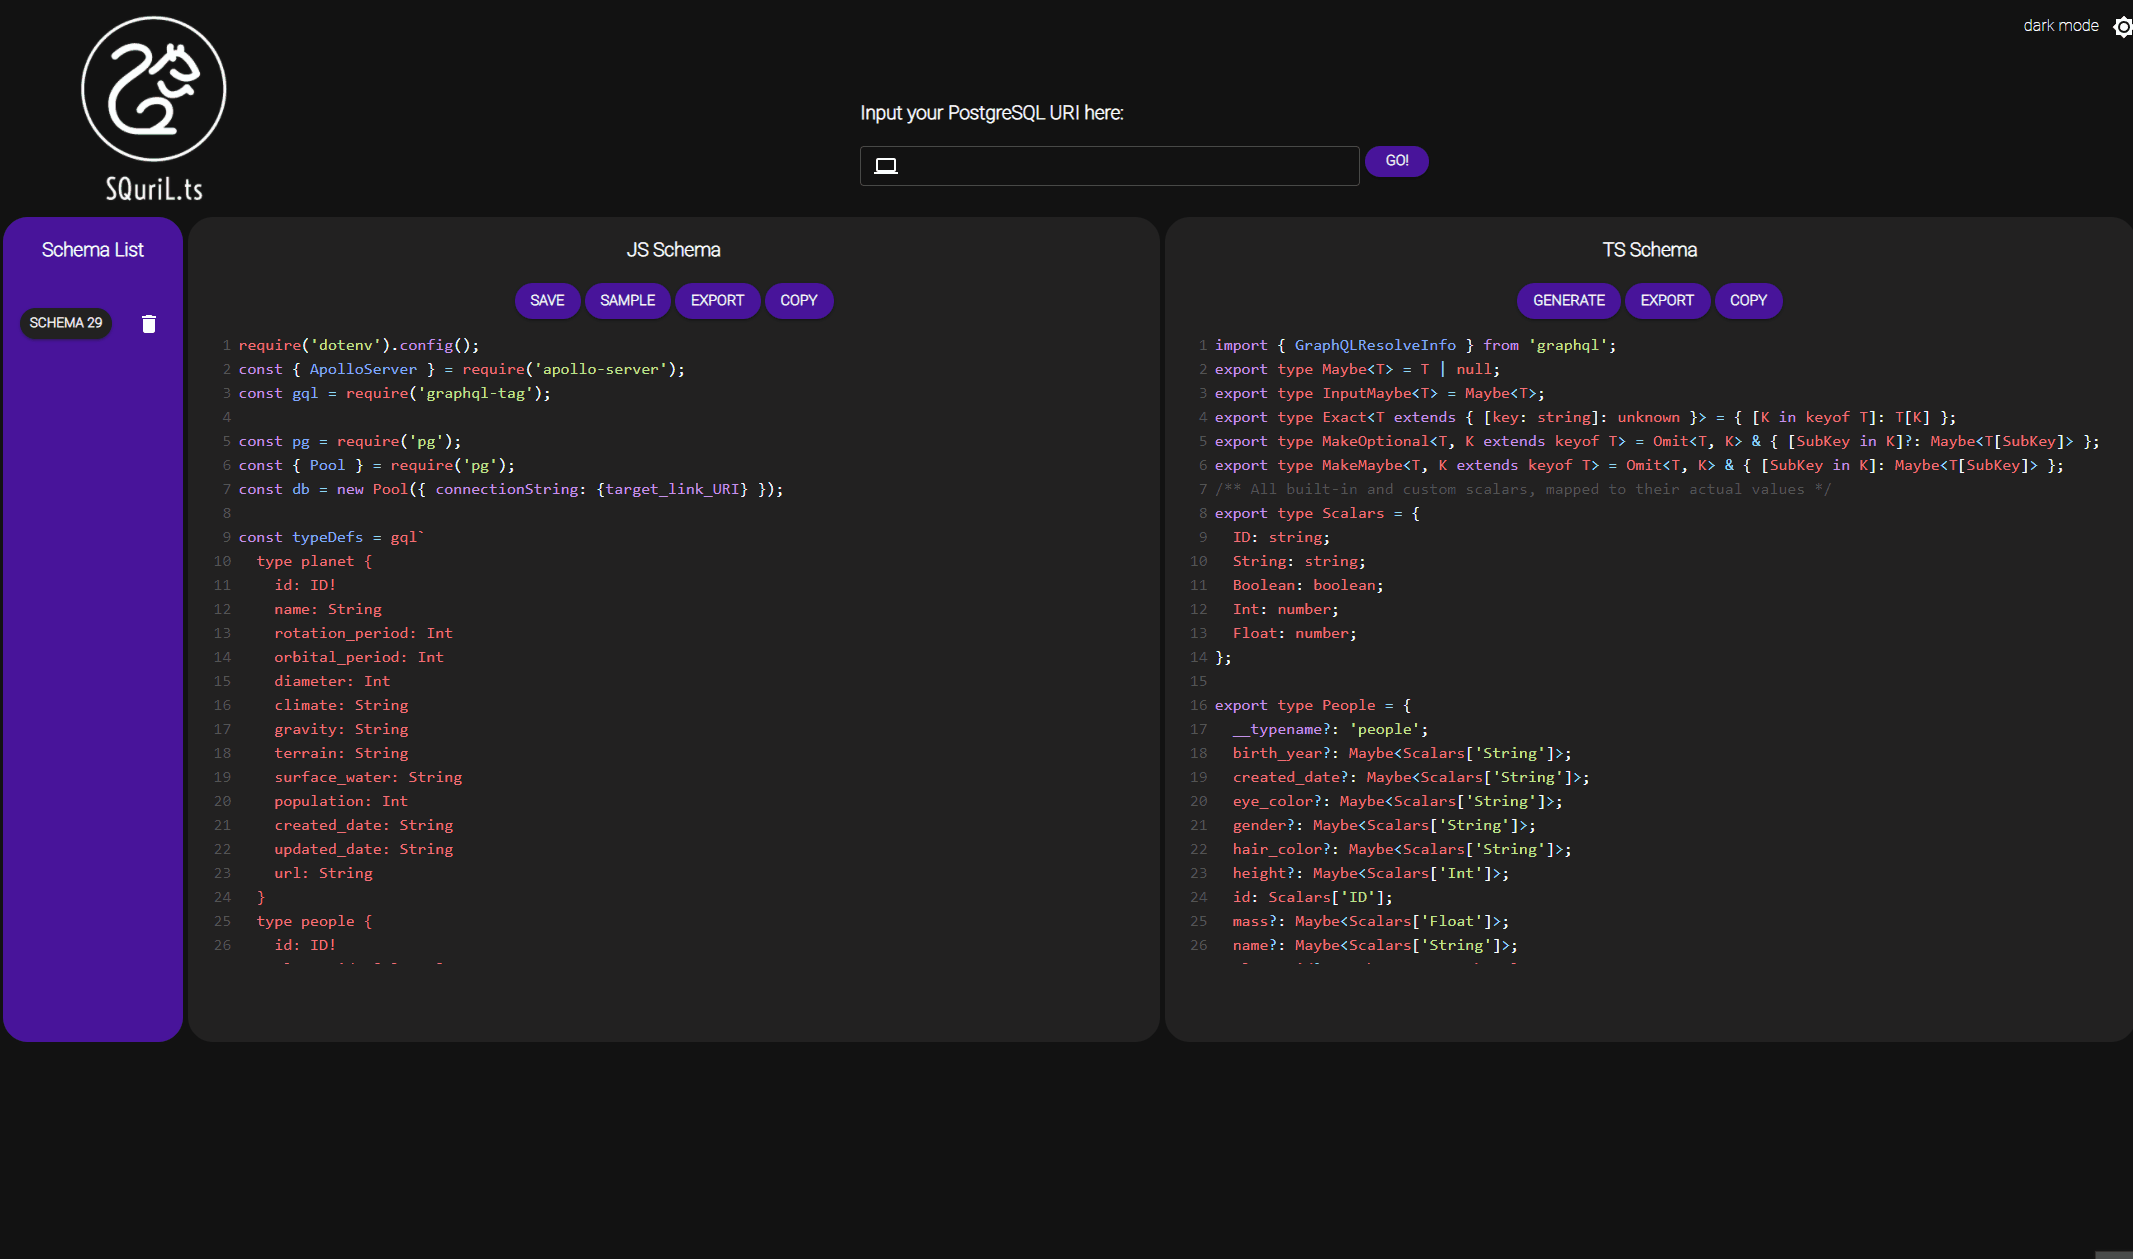 dark mode
SQuriL.ts
Input your PostgreSQL URI here:
GO!
Schema List
SCHEMA 29
JS Schema
SAVE SAMPLE EXPORT COPY
1 require('dotenv').config();
2 const { ApolloServer } = require('apollo-server');
3 const gql = require('graphql-tag');
4
5 const pg = require('pg');
6 const { Pool } = require('pg');
7 const db = new Pool({ connectionString: {target_link_URI} });
8
9 const typeDefs = gql`
10   type planet {
11     id: ID!
12     name: String
13     rotation_period: Int
14     orbital_period: Int
15     diameter: Int
16     climate: String
17     gravity: String
18     terrain: String
19     surface_water: String
20     population: Int
21     created_date: String
22     updated_date: String
23     url: String
24   }
25   type people {
26     id: ID!
TS Schema
GENERATE EXPORT COPY
1 import { GraphQLResolveInfo } from 'graphql';
2 export type Maybe<T> = T | null;
3 export type InputMaybe<T> = Maybe<T>;
4 export type Exact<T extends { [key: string]: unknown }> = { [K in keyof T]: T[K] };
5 export type MakeOptional<T, K extends keyof T> = Omit<T, K> & { [SubKey in K]?: Maybe<T[SubKey]> };
6 export type MakeMaybe<T, K extends keyof T> = Omit<T, K> & { [SubKey in K]: Maybe<T[SubKey]> };
7 /** All built-in and custom scalars, mapped to their actual values */
8 export type Scalars = {
9   ID: string;
10   String: string;
11   Boolean: boolean;
12   Int: number;
13   Float: number;
14 };
15
16 export type People = {
17   __typename?: 'people';
18   birth_year?: Maybe<Scalars['String']>;
19   created_date?: Maybe<Scalars['String']>;
20   eye_color?: Maybe<Scalars['String']>;
21   gender?: Maybe<Scalars['String']>;
22   hair_color?: Maybe<Scalars['String']>;
23   height?: Maybe<Scalars['Int']>;
24   id: Scalars['ID'];
25   mass?: Maybe<Scalars['Float']>;
26   name?: Maybe<Scalars['String']>;